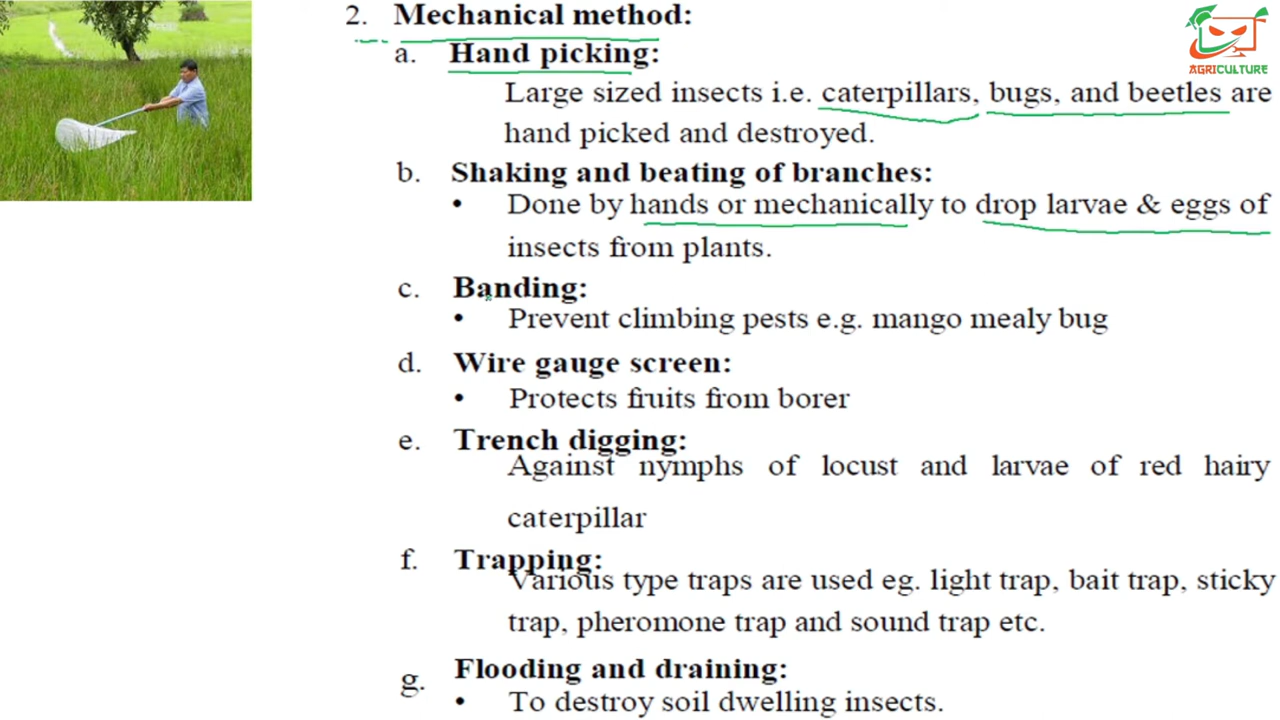 2. Mechanical method:
a. Hand picking:
Large sized insects i.e. caterpillars, bugs, and beetles are
hand picked and destroyed.
b. Shaking and beating of branches:
• Done by hands or mechanically to drop larvae & eggs of
insects from plants.
c. Banding:
• Prevent climbing pests e.g. mango mealy bug
d. Wire gauge screen:
• Protects fruits from borer
e. Trench digging:
Against nymphs of locust and larvae of red hairy
caterpillar
f. Trapping:
Various type traps are used eg. light trap, bait trap, sticky
trap, pheromone trap and sound trap etc.
g. Flooding and draining:
• To destroy soil dwelling insects.
AGRICULTURE